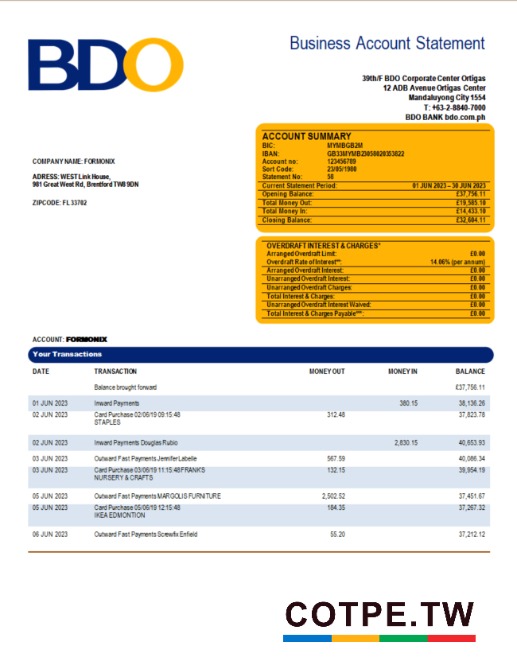 BDO
Business Account Statement
39th/F BDO Corporate Center Ortigas
12 ADB Avenue Ortigas Center
Mandaluyong City 1554
T: +63-2-8840-7000
BDO BANK bdo.com.ph
COMPANY NAME: FORMONIX
ADRESS: WEST Link House,
981 Great West Rd, Brentford TW8 9DN
ZIPCODE: FL 33702
ACCOUNT SUMMARY
BIC: MYMBGB2M
IBAN: GB33MYMB23058020353022
Account no: 123456789
Sort Code: 23/05/1980
Statement No: 58
Current Statement Period: 01 JUN 2023 – 30 JUN 2023
Opening Balance: £37,756.11
Total Money Out: £19,585.10
Total Money In: £14,433.10
Closing Balance: £32,604.11
OVERDRAFT INTEREST & CHARGES*
Arranged Overdraft Limit: £0.00
Overdraft Rate of Interest**: 14.06% (per annum)
Arranged Overdraft Interest: £0.00
Unarranged Overdraft Interest: £0.00
Unarranged Overdraft Charges: £0.00
Total Interest & Charges: £0.00
Unarranged Overdraft Interest Waived: £0.00
Total Interest & Charges Payable***: £0.00
ACCOUNT: FORMONIX
Your Transactions
DATE TRANSACTION MONEY OUT MONEY IN BALANCE
Balance brought forward £37,756.11
01 JUN 2023 Inward Payments 380.15 38,136.26
02 JUN 2023 Card Purchase 02/06/19 09:15:48 312.48 37,823.78
STAPLES
02 JUN 2023 Inward Payments Douglas Rubio 2,830.15 40,653.93
03 JUN 2023 Outward Fast Payments Jennifer Labelle 567.59 40,086.34
03 JUN 2023 Card Purchase 03/06/19 11:15:48 FRANKS 132.15 39,954.19
NURSERY & CRAFTS
05 JUN 2023 Outward Fast Payments MARGOLIS FURNITURE 2,502.52 37,451.67
05 JUN 2023 Card Purchase 05/06/19 12:15:48 184.35 37,267.32
IKEA EDMONTION
06 JUN 2023 Outward Fast Payments Screwfix Enfield 55.20 37,212.12
COTPE.TW